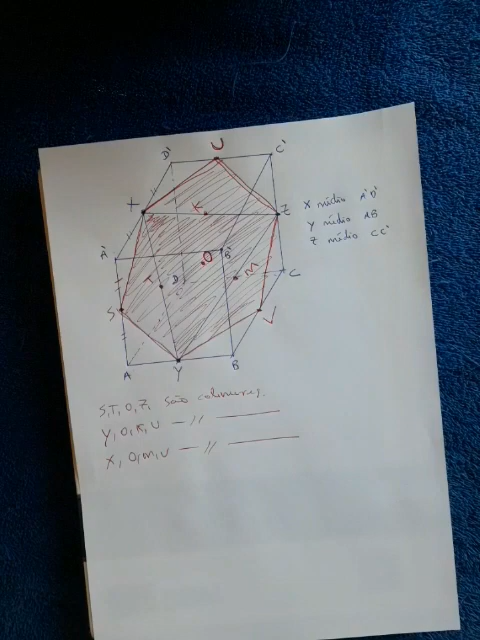 D' U C'
X K Z
X médio A'D'
Y médio AB
Z médio CC'
A' O B'
T D M C
S V
A Y B
S,T,O,Z, são colineares.
Y,O,K,U — // —
X,O,M,V — // —